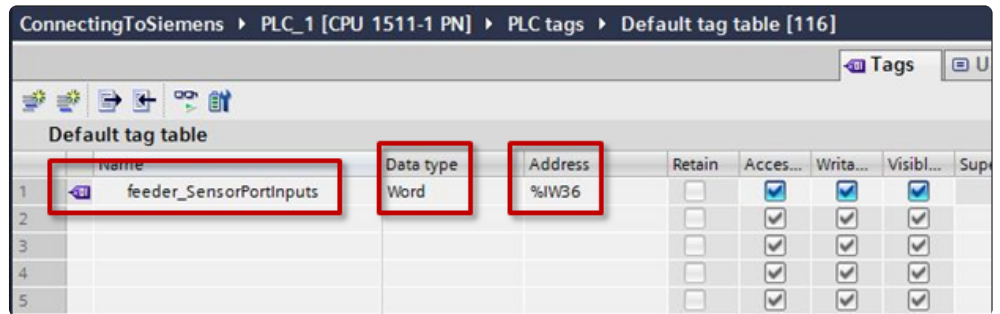 ConnectingToSiemens ▸ PLC_1 [CPU 1511-1 PN] ▸ PLC tags ▸ Default tag table [116]
Tags U
Default tag table
Name Data type Address Retain Acces... Writa... Visibl... Supe
1 feeder_SensorPortInputs Word %IW36
2
3
4
5